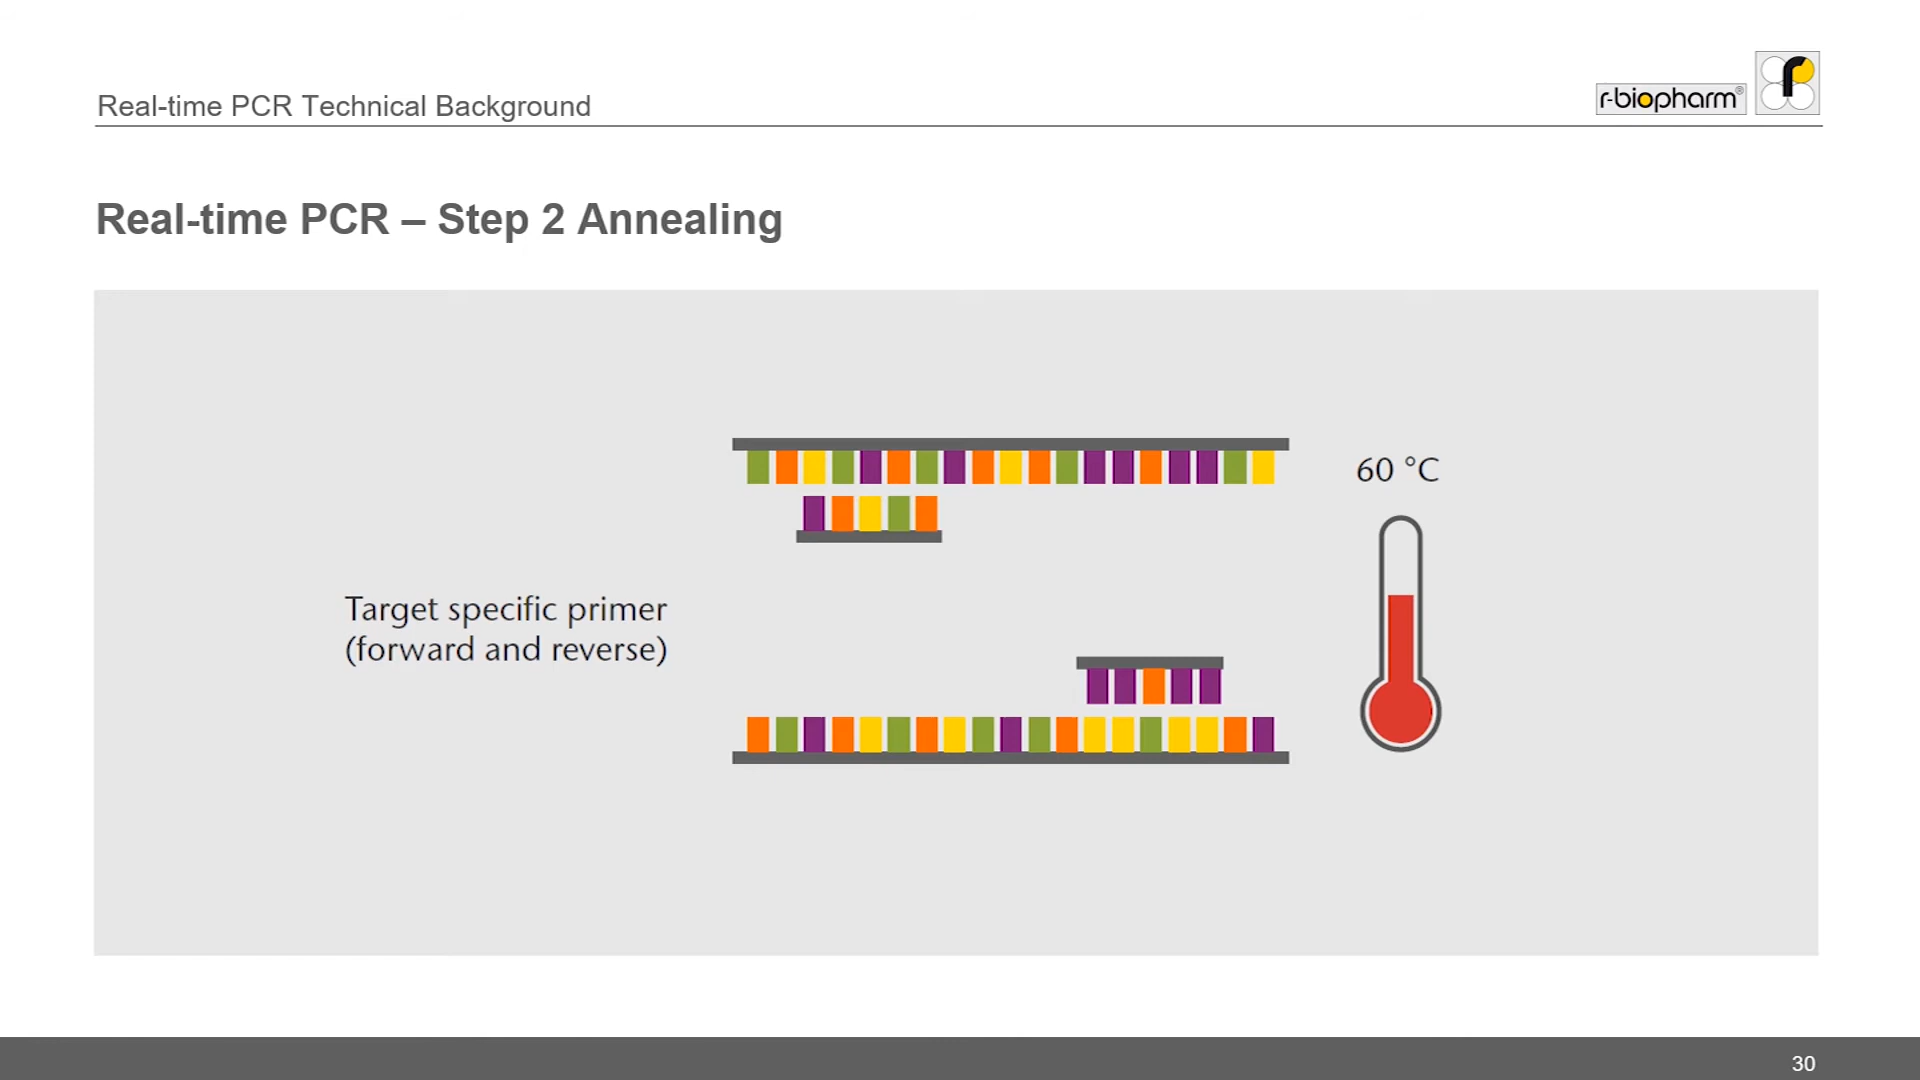 Real-time PCR Technical Background
r-biopharm®
r
Real-time PCR – Step 2 Annealing
60 °C
Target specific primer
(forward and reverse)
30